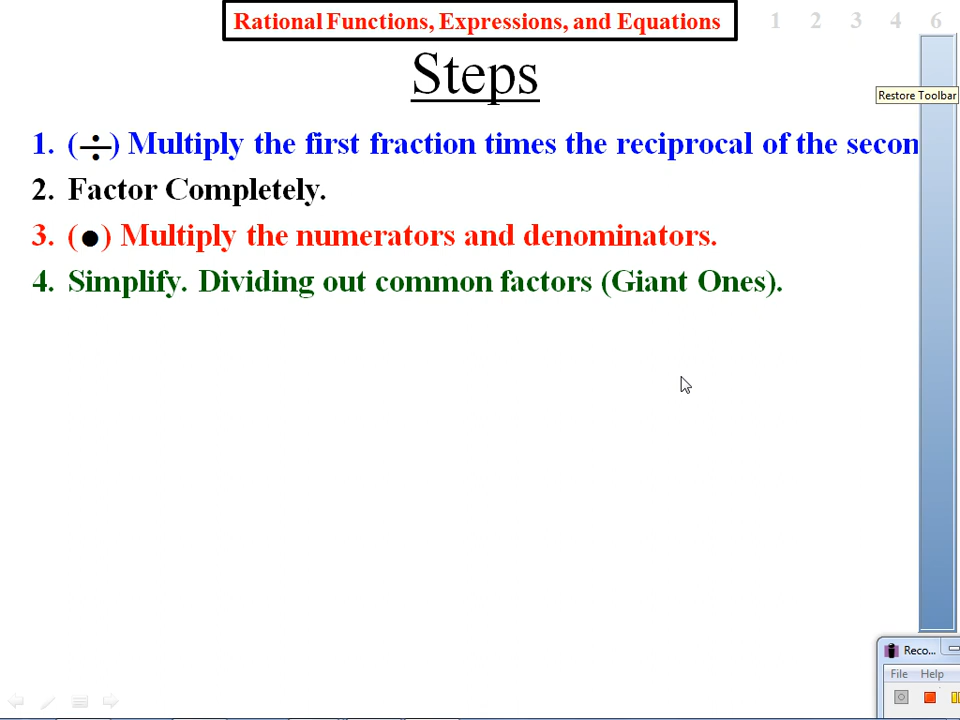 Rational Functions, Expressions, and Equations
1 2 3 4 6
Steps
Restore Toolbar
1. (÷) Multiply the first fraction times the reciprocal of the secon
2. Factor Completely.
3. (●) Multiply the numerators and denominators.
4. Simplify. Dividing out common factors (Giant Ones).
Reco...
File Help